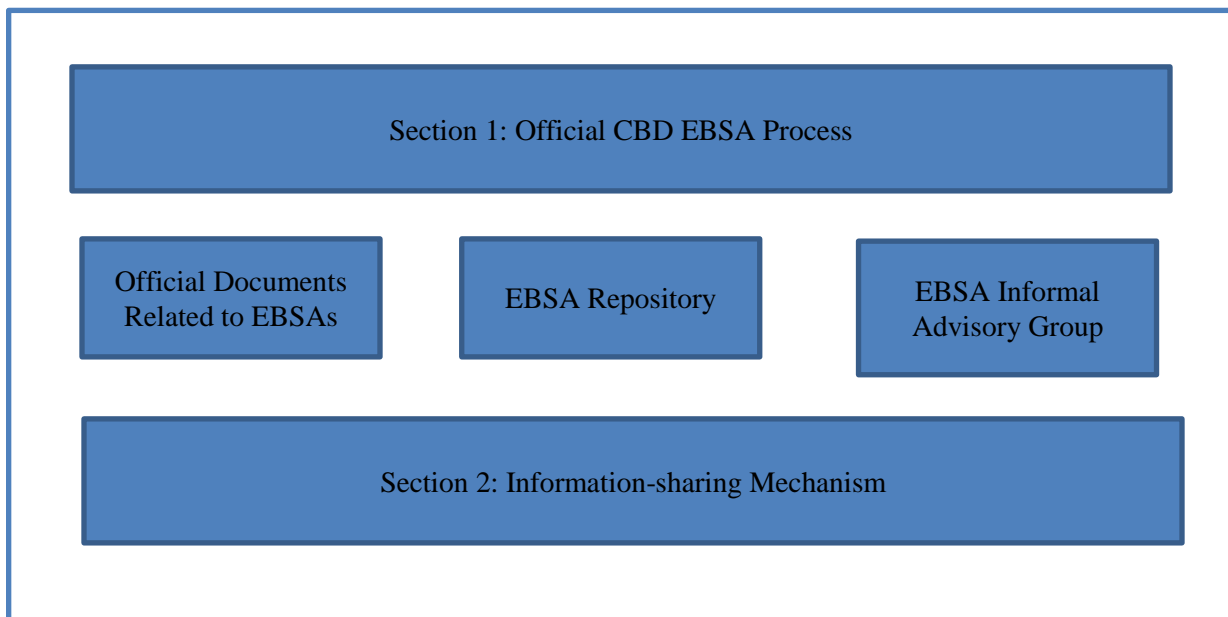 Section 1: Official CBD EBSA Process
Official Documents
Related to EBSAs
EBSA Repository
EBSA Informal
Advisory Group
Section 2: Information-sharing Mechanism